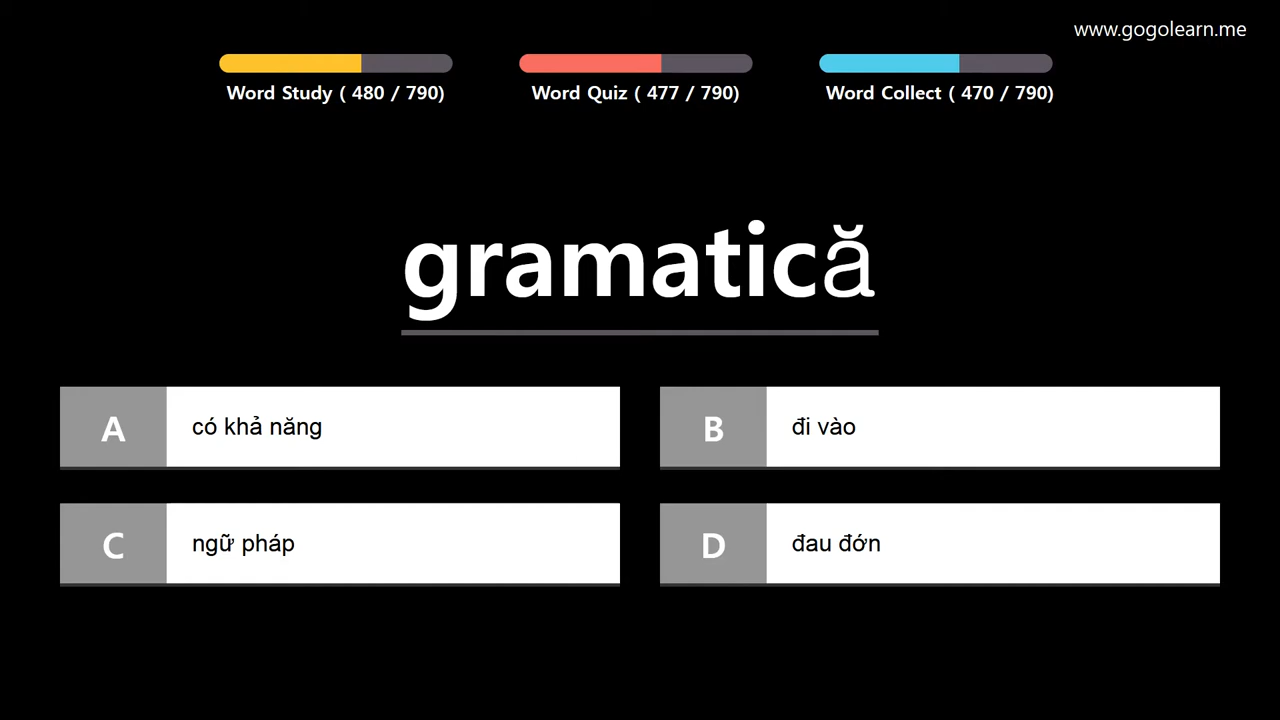 www.gogolearn.me
Word Study ( 480 / 790)
Word Quiz ( 477 / 790)
Word Collect ( 470 / 790)
gramatică
A
có khả năng
B
đi vào
C
ngữ pháp
D
đau đớn